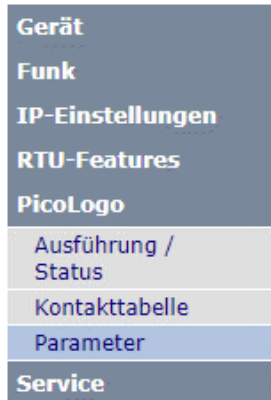 Gerät
Funk
IP-Einstellungen
RTU-Features
PicoLogo
Ausführung /
Status
Kontakttabelle
Parameter
Service